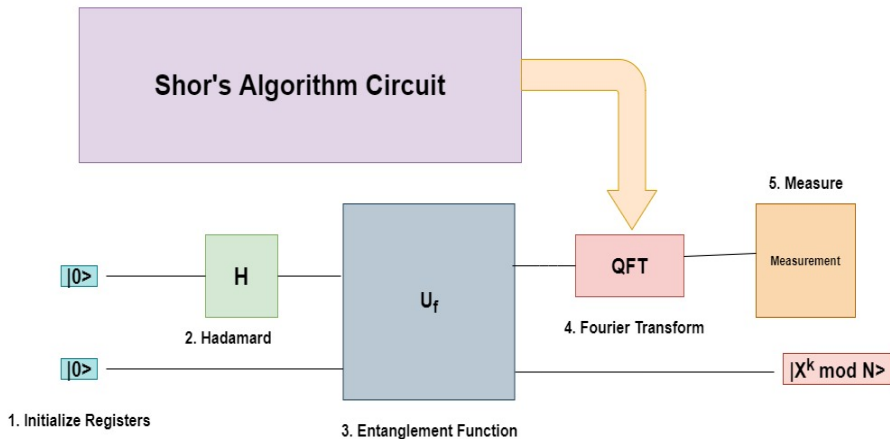 Shor's Algorithm Circuit
5. Measure
|0>
H
U_f
QFT
Measurement
2. Hadamard
4. Fourier Transform
|0>
|X^k mod N>
1. Initialize Registers
3. Entanglement Function